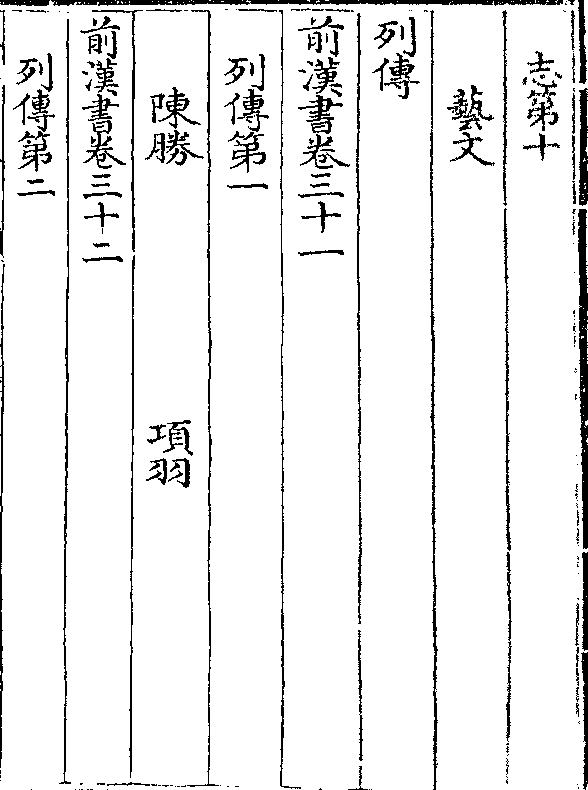 志第十
藝文
列傳
前漢書卷三十一
列傳第一
陳勝 項羽
前漢書卷三十二
列傳第二